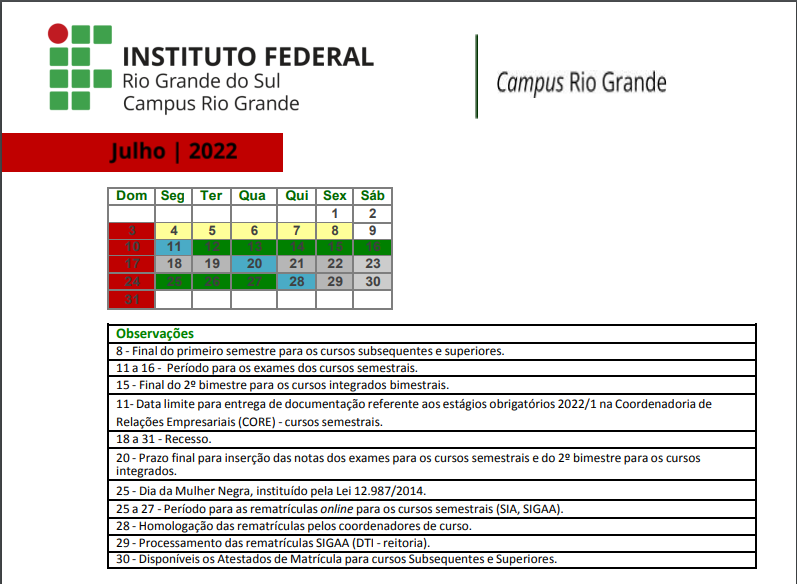 INSTITUTO FEDERAL
Rio Grande do Sul
Campus Rio Grande
Campus Rio Grande
Julho | 2022
Dom Seg Ter Qua Qui Sex Sáb
1 2
3 4 5 6 7 8 9
10 11 12 13 14 15 16
17 18 19 20 21 22 23
24 25 26 27 28 29 30
31
Observações
8 - Final do primeiro semestre para os cursos subsequentes e superiores.
11 a 16 - Período para os exames dos cursos semestrais.
15 - Final do 2º bimestre para os cursos integrados bimestrais.
11- Data limite para entrega de documentação referente aos estágios obrigatórios 2022/1 na Coordenadoria de
Relações Empresariais (CORE) - cursos semestrais.
18 a 31 - Recesso.
20 - Prazo final para inserção das notas dos exames para os cursos semestrais e do 2º bimestre para os cursos
integrados.
25 - Dia da Mulher Negra, instituído pela Lei 12.987/2014.
25 a 27 - Período para as rematrículas online para os cursos semestrais (SIA, SIGAA).
28 - Homologação das rematrículas pelos coordenadores de curso.
29 - Processamento das rematrículas SIGAA (DTI - reitoria).
30 - Disponíveis os Atestados de Matrícula para cursos Subsequentes e Superiores.